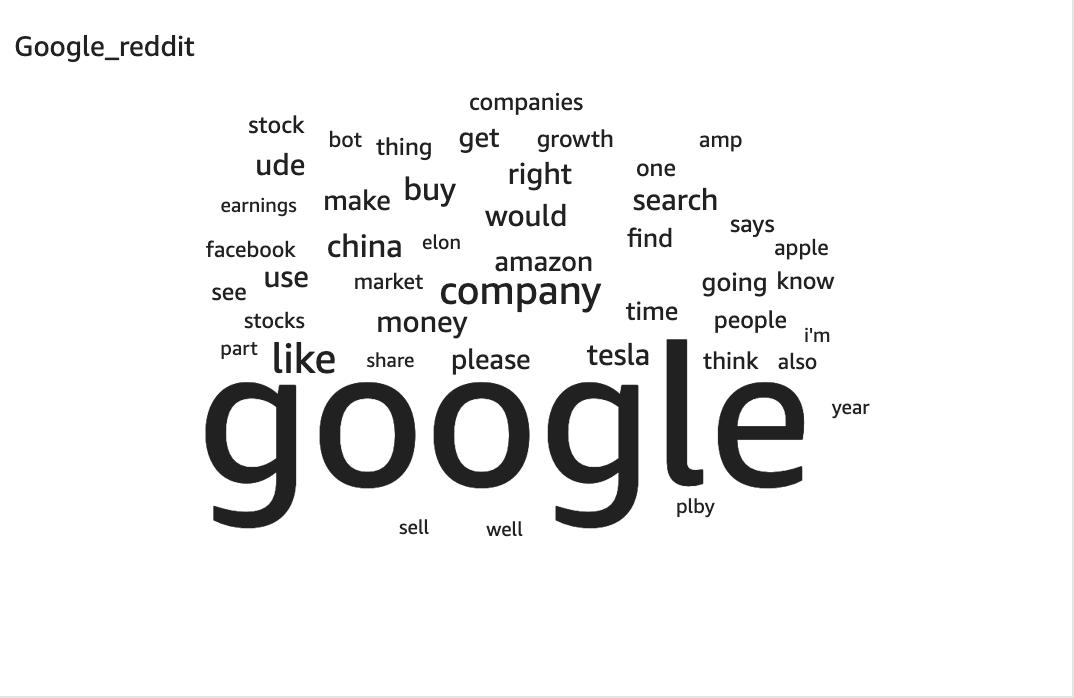 Google_reddit
companies
stock
bot thing get growth amp
ude right one
earnings make buy would search says
facebook china elon find apple
see use market amazon going know
company
stocks money time people i'm
part like share please tesla think also
google
year
plby
sell well